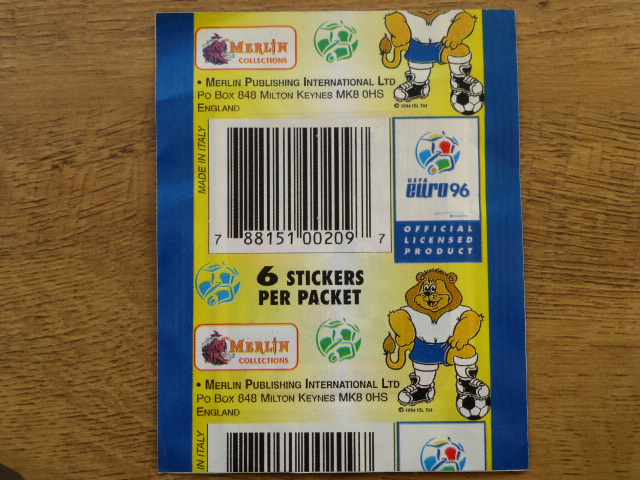 MERLIN
COLLECTIONS
• MERLIN PUBLISHING INTERNATIONAL LTD
PO BOX 848 MILTON KEYNES MK8 0HS
ENGLAND
© 1994 ISL TM
MADE IN ITALY
7 88151 00209 7
UEFA
euro 96
OFFICIAL
LICENSED
PRODUCT
6 STICKERS
PER PACKET
MERLIN
COLLECTIONS
• MERLIN PUBLISHING INTERNATIONAL LTD
PO BOX 848 MILTON KEYNES MK8 0HS
ENGLAND
© 1994 ISL TM
IN ITALY